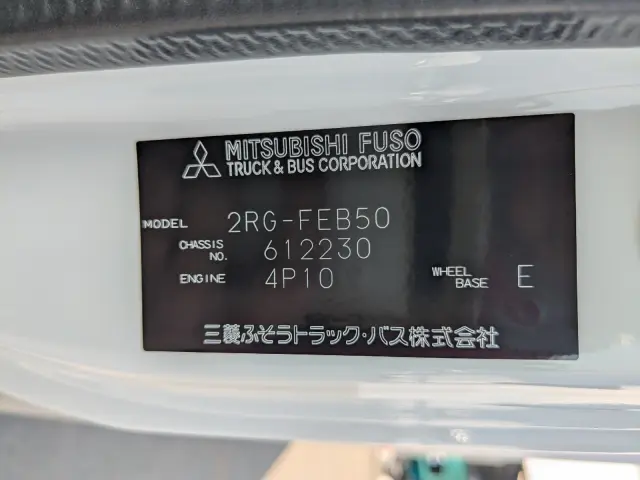 MITSUBISHI FUSO
TRUCK & BUS CORPORATION
MODEL 2RG-FEB50
CHASSIS NO. 612230
ENGINE 4P10 WHEEL BASE E
三菱ふそうトラック・バス株式会社